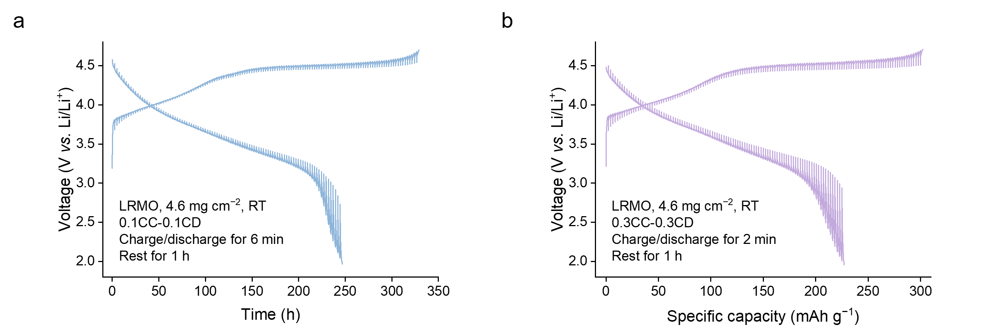 a
4.5
4.0
3.5
3.0
2.5
2.0
Voltage (V vs. Li/Li⁺)
LRMO, 4.6 mg cm⁻², RT
0.1CC-0.1CD
Charge/discharge for 6 min
Rest for 1 h
0 50 100 150 200 250 300 350
Time (h)
b
4.5
4.0
3.5
3.0
2.5
2.0
Voltage (V vs. Li/Li⁺)
LRMO, 4.6 mg cm⁻², RT
0.3CC-0.3CD
Charge/discharge for 2 min
Rest for 1 h
0 50 100 150 200 250 300
Specific capacity (mAh g⁻¹)